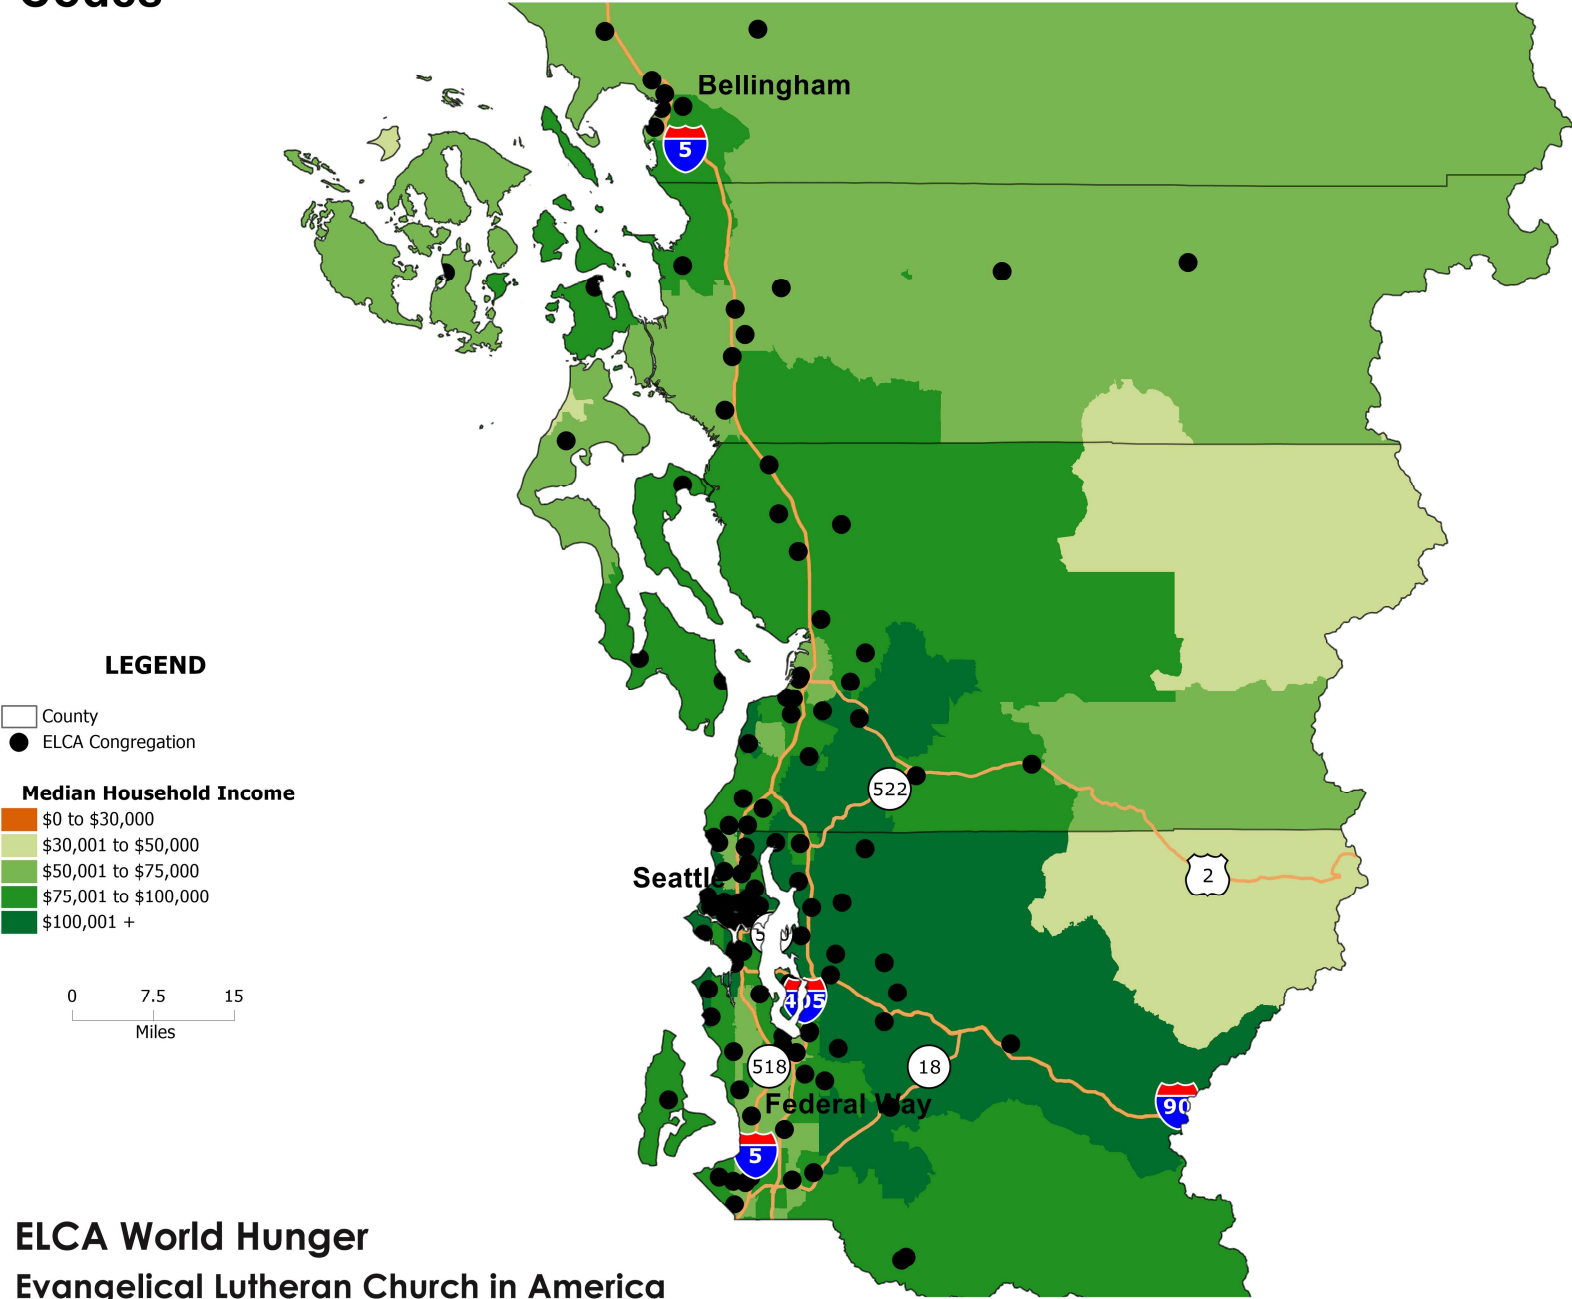 Bellingham
5
LEGEND
County
ELCA Congregation
Median Household Income
$0 to $30,000
$30,001 to $50,000
$50,001 to $75,000
$75,001 to $100,000
$100,001 +
0 7.5 15
Miles
522
Seattle
2
405
518
18
Federal Way
90
5
ELCA World Hunger
Evangelical Lutheran Church in America